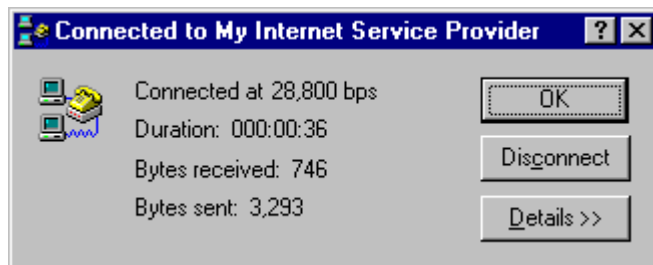 Connected to My Internet Service Provider
Connected at 28,800 bps
Duration: 000:00:36
Bytes received: 746
Bytes sent: 3,293
OK
Disconnect
Details >>